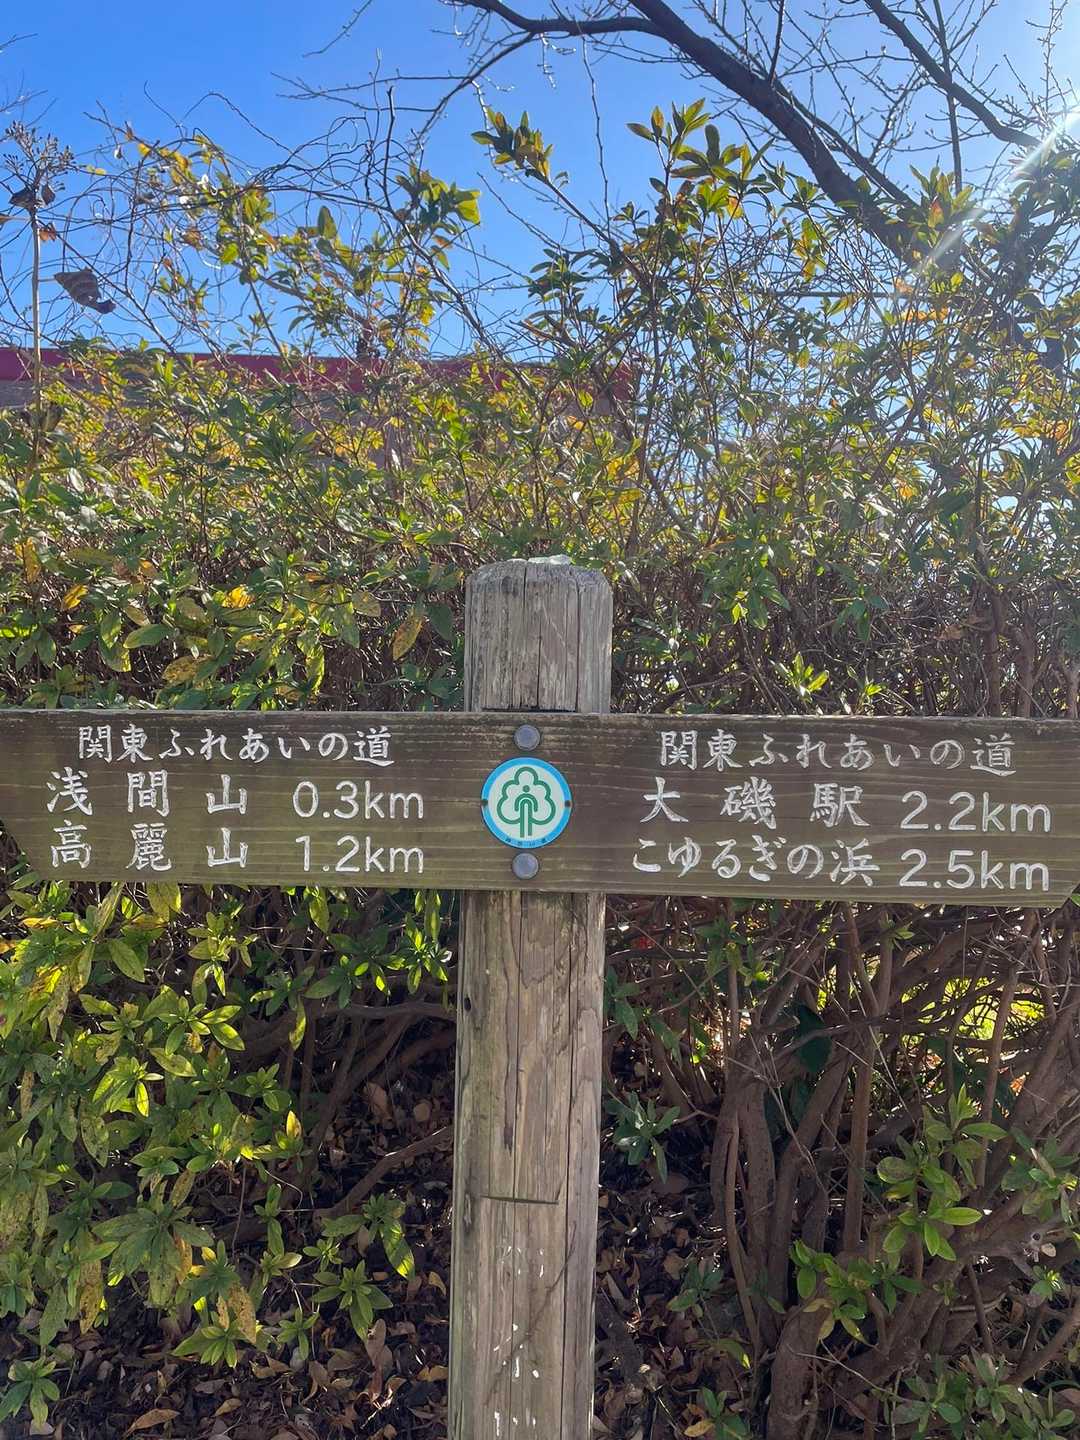 関東ふれあいの道
浅間山 0.3km
高麗山 1.2km
関東ふれあいの道
大磯駅 2.2km
こゆるぎの浜 2.5km